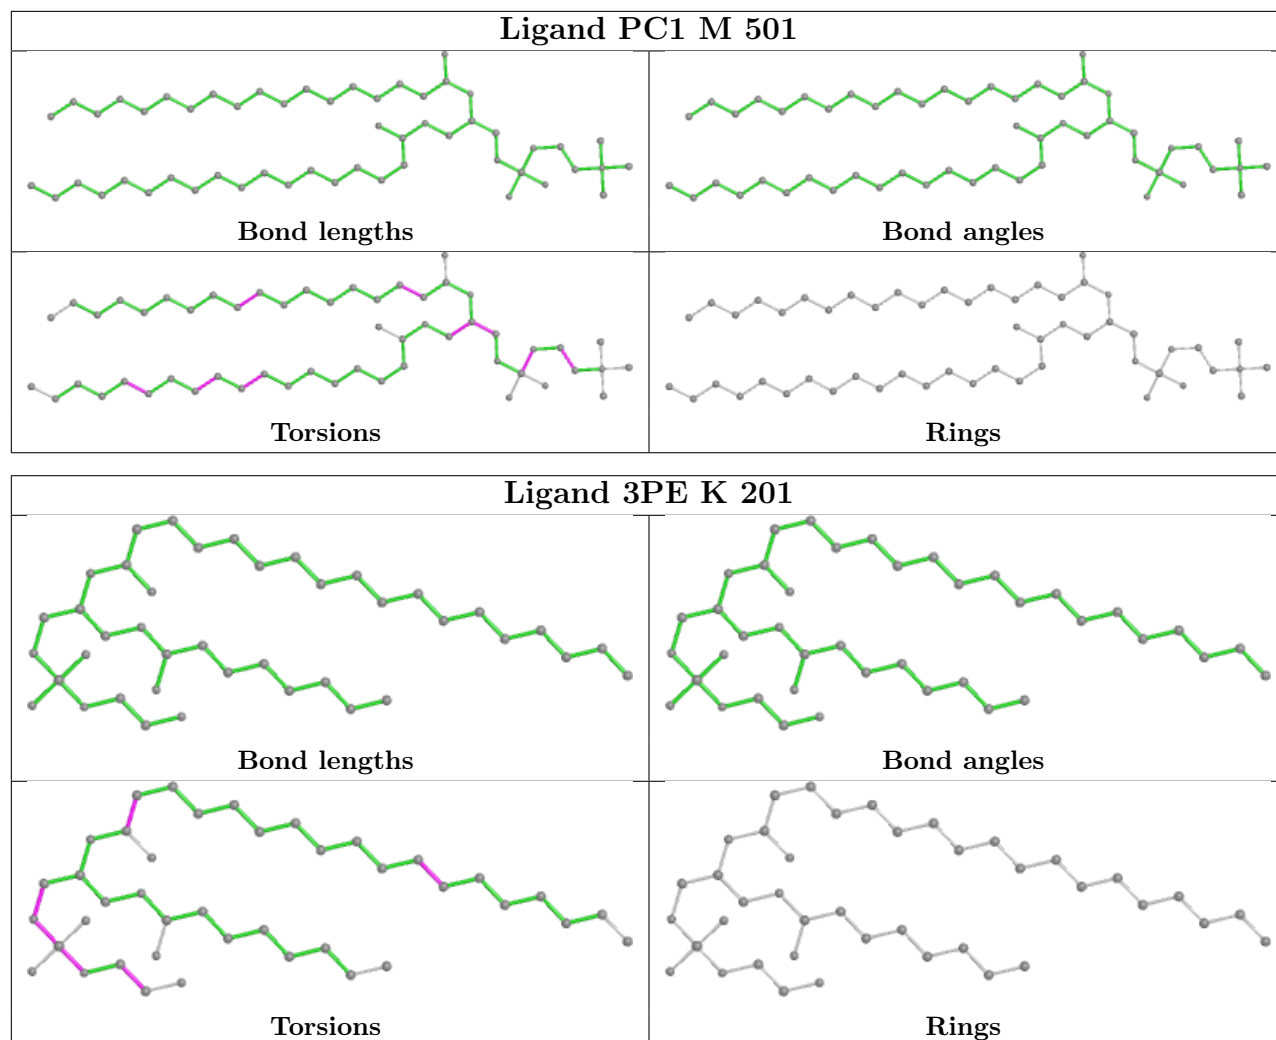 Ligand PC1 M 501
Bond lengths
Bond angles
Torsions
Rings
Ligand 3PE K 201
Bond lengths
Bond angles
Torsions
Rings